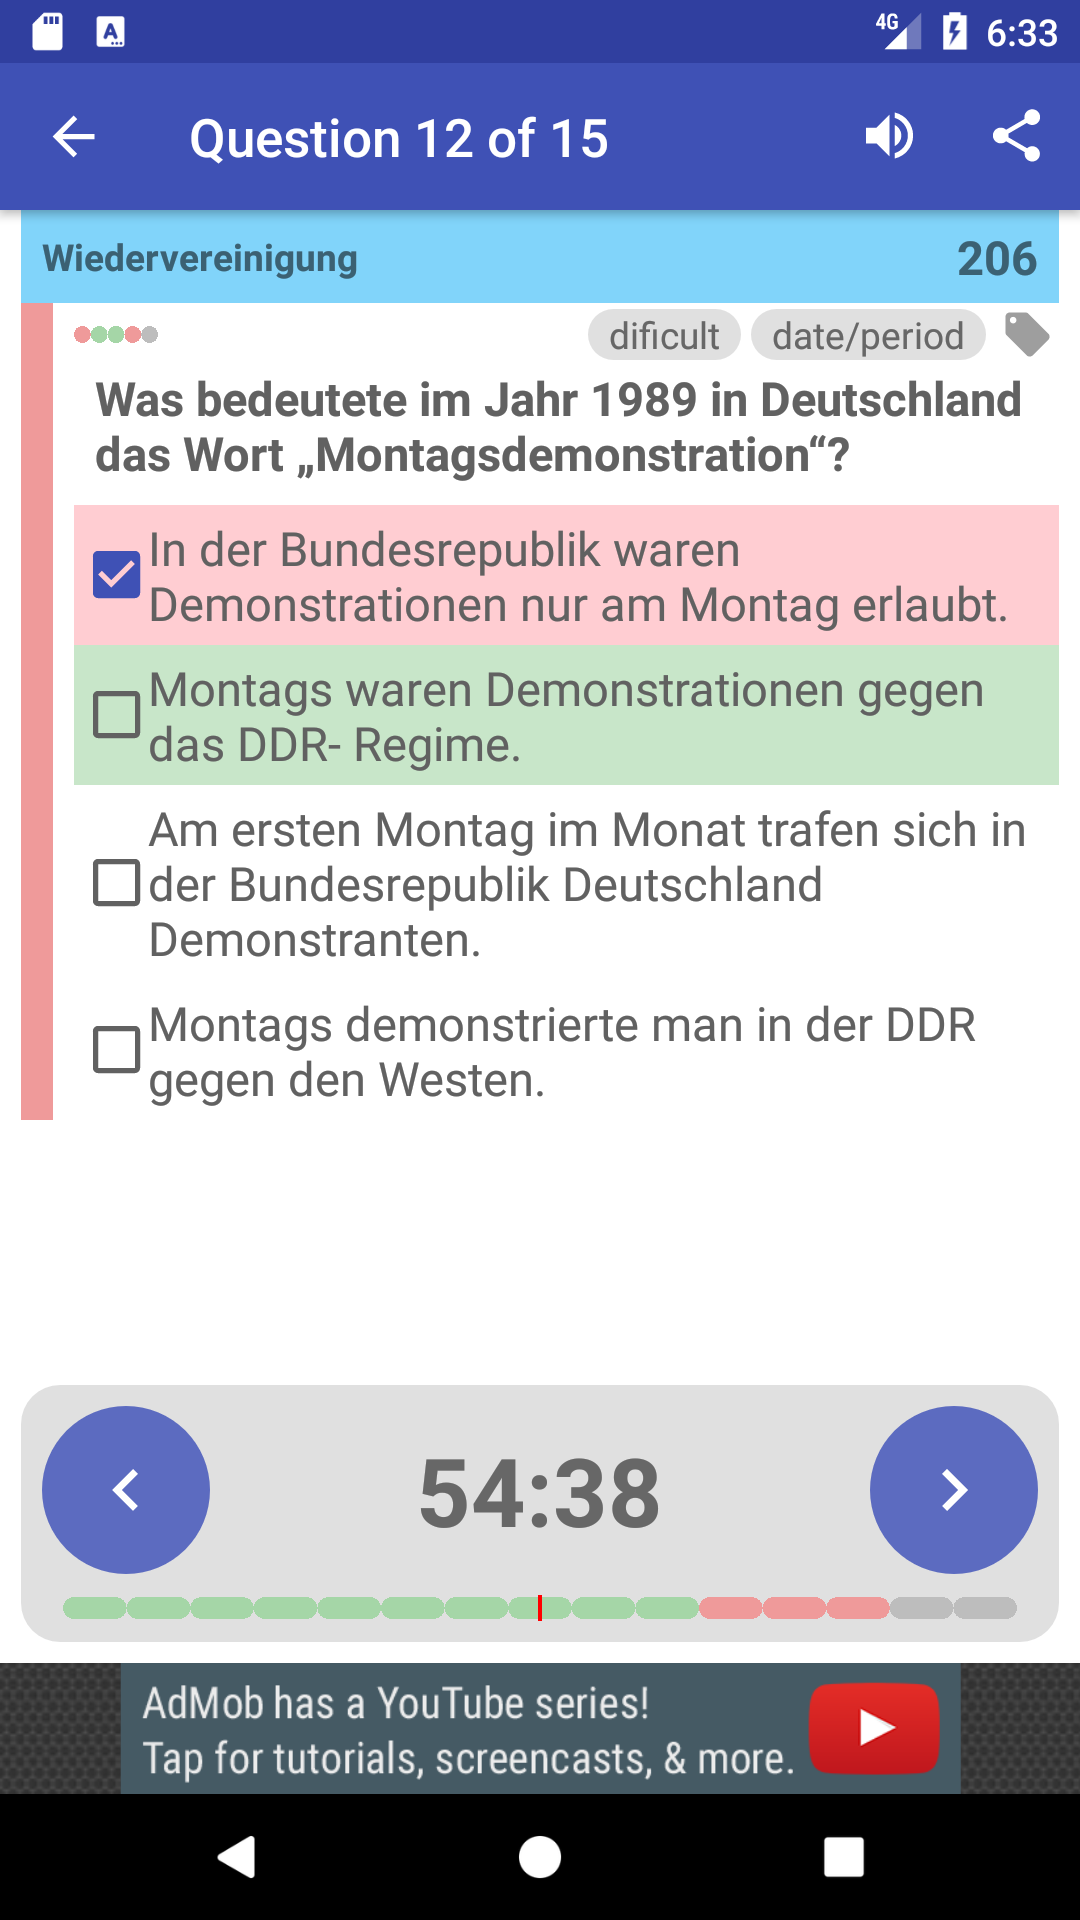 4G 6:33
Question 12 of 15
Wiedervereinigung 206
dificult date/period
Was bedeutete im Jahr 1989 in Deutschland
das Wort „Montagsdemonstration“?
In der Bundesrepublik waren
Demonstrationen nur am Montag erlaubt.
Montags waren Demonstrationen gegen
das DDR- Regime.
Am ersten Montag im Monat trafen sich in
der Bundesrepublik Deutschland
Demonstranten.
Montags demonstrierte man in der DDR
gegen den Westen.
54:38
AdMob has a YouTube series!
Tap for tutorials, screencasts, & more.